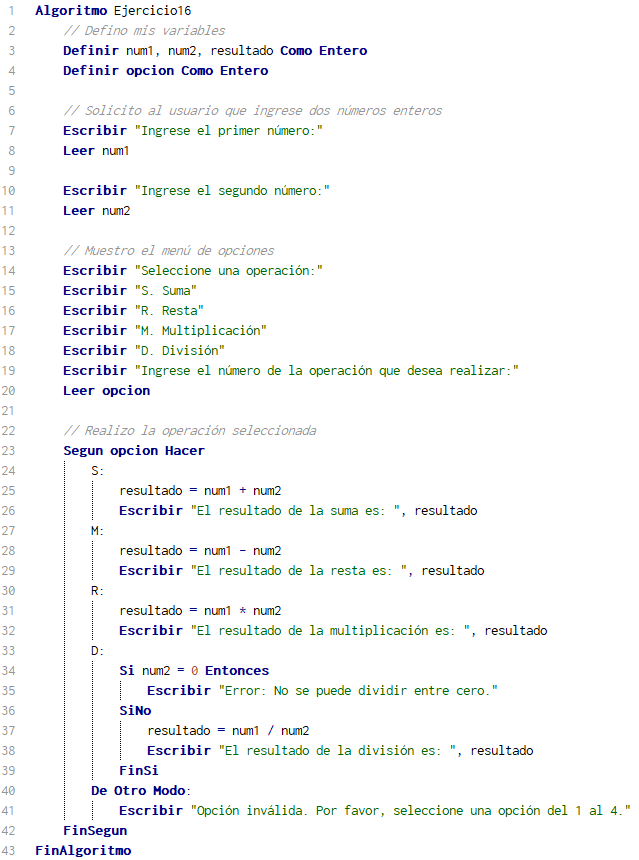 1 Algoritmo Ejercicio16
2 // Defino mis variables
3 Definir num1, num2, resultado Como Entero
4 Definir opcion Como Entero
5
6 // Solicito al usuario que ingrese dos números enteros
7 Escribir "Ingrese el primer número:"
8 Leer num1
9
10 Escribir "Ingrese el segundo número:"
11 Leer num2
12
13 // Muestro el menú de opciones
14 Escribir "Seleccione una operación:"
15 Escribir "S. Suma"
16 Escribir "R. Resta"
17 Escribir "M. Multiplicación"
18 Escribir "D. División"
19 Escribir "Ingrese el número de la operación que desea realizar:"
20 Leer opcion
21
22 // Realizo la operación seleccionada
23 Segun opcion Hacer
24 S:
25 resultado = num1 + num2
26 Escribir "El resultado de la suma es: ", resultado
27 M:
28 resultado = num1 - num2
29 Escribir "El resultado de la resta es: ", resultado
30 R:
31 resultado = num1 * num2
32 Escribir "El resultado de la multiplicación es: ", resultado
33 D:
34 Si num2 = 0 Entonces
35 Escribir "Error: No se puede dividir entre cero."
36 SiNo
37 resultado = num1 / num2
38 Escribir "El resultado de la división es: ", resultado
39 FinSi
40 De Otro Modo:
41 Escribir "Opción inválida. Por favor, seleccione una opción del 1 al 4."
42 FinSegun
43 FinAlgoritmo